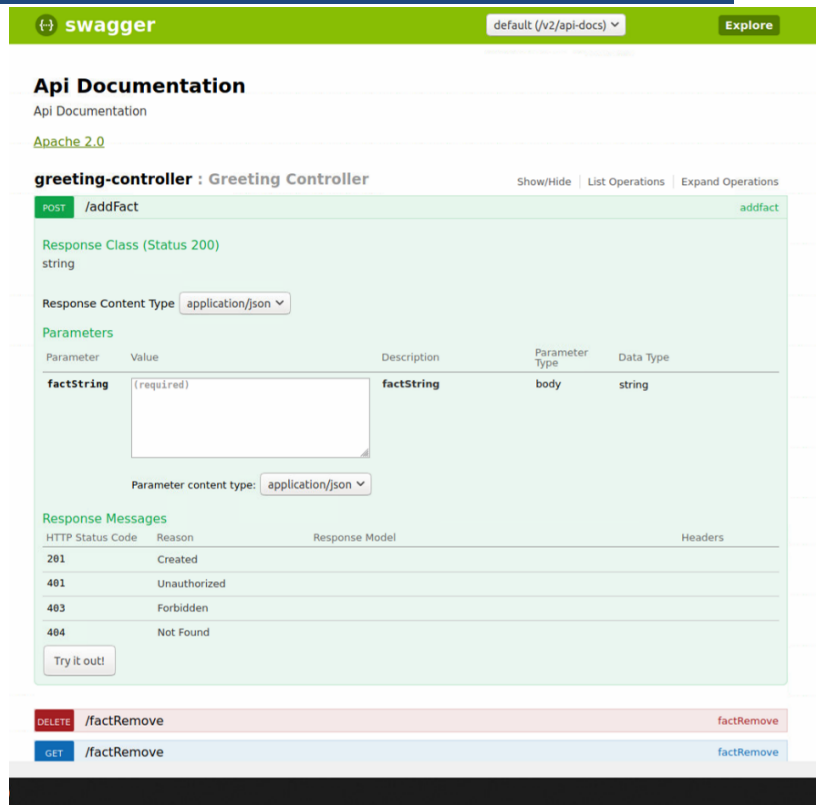 {··} swagger default (/v2/api-docs) Explore
Api Documentation
Api Documentation
Apache 2.0
greeting-controller : Greeting Controller Show/Hide List Operations Expand Operations
POST /addFact addfact
Response Class (Status 200)
string
Response Content Type application/json
Parameters
Parameter Value Description Parameter Type Data Type
factString (required) factString body string
Parameter content type: application/json
Response Messages
HTTP Status Code Reason Response Model Headers
201 Created
401 Unauthorized
403 Forbidden
404 Not Found
Try it out!
DELETE /factRemove factRemove
GET /factRemove factRemove